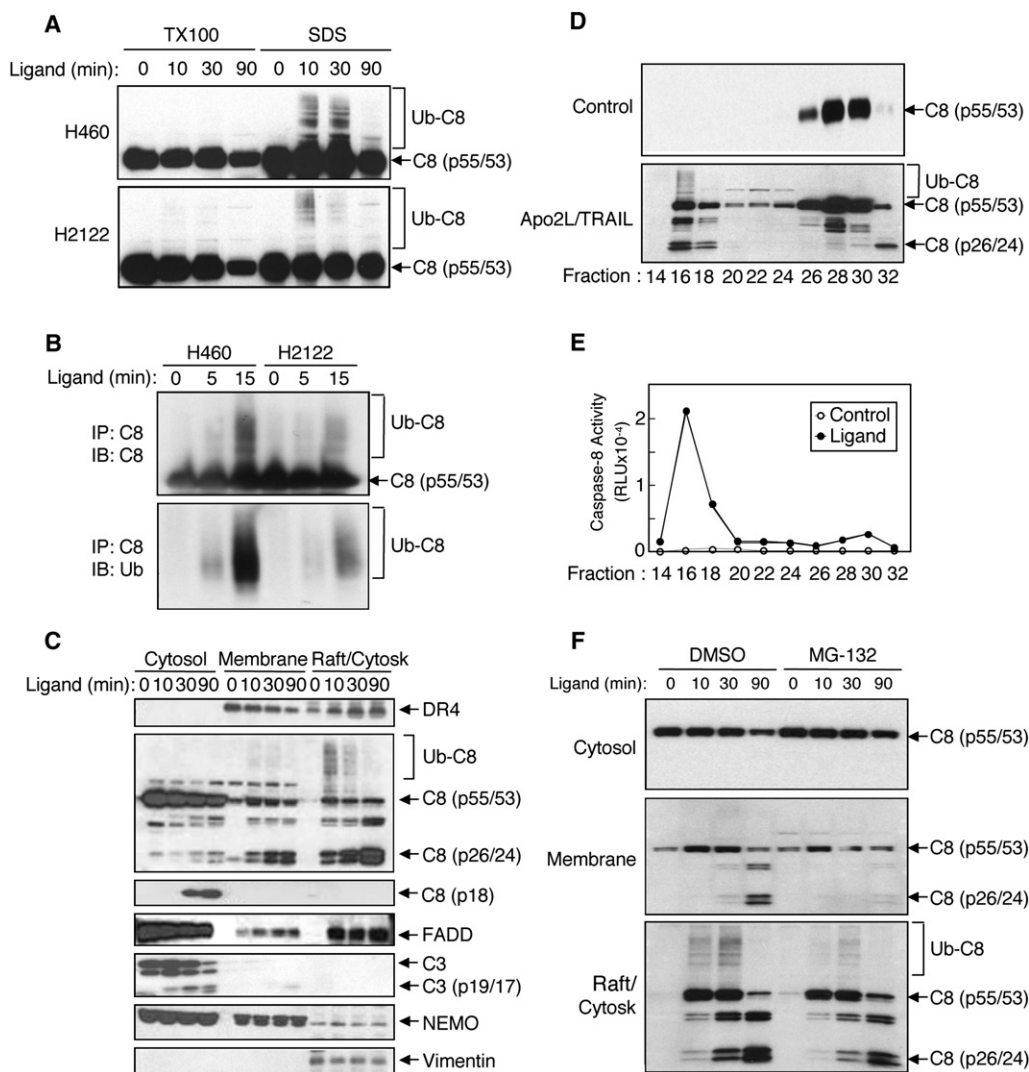 A
TX100 SDS
Ligand (min): 0 10 30 90 0 10 30 90
H460
Ub-C8
C8 (p55/53)
H2122
Ub-C8
C8 (p55/53)
B
H460 H2122
Ligand (min): 0 5 15 0 5 15
IP: C8
IB: C8
Ub-C8
C8 (p55/53)
IP: C8
IB: Ub
Ub-C8
C
Cytosol Membrane Raft/Cytosk
Ligand (min): 0 10 30 90 0 10 30 90 0 10 30 90
DR4
Ub-C8
C8 (p55/53)
C8 (p26/24)
C8 (p18)
FADD
C3
C3 (p19/17)
NEMO
Vimentin
D
Control
C8 (p55/53)
Apo2L/TRAIL
Ub-C8
C8 (p55/53)
C8 (p26/24)
Fraction : 14 16 18 20 22 24 26 28 30 32
E
Caspase-8 Activity
(RLUx10-4)
2
1
0
Control
Ligand
Fraction : 14 16 18 20 22 24 26 28 30 32
F
DMSO MG-132
Ligand (min): 0 10 30 90 0 10 30 90
Cytosol
C8 (p55/53)
Membrane
C8 (p55/53)
C8 (p26/24)
Raft/
Cytosk
Ub-C8
C8 (p55/53)
C8 (p26/24)